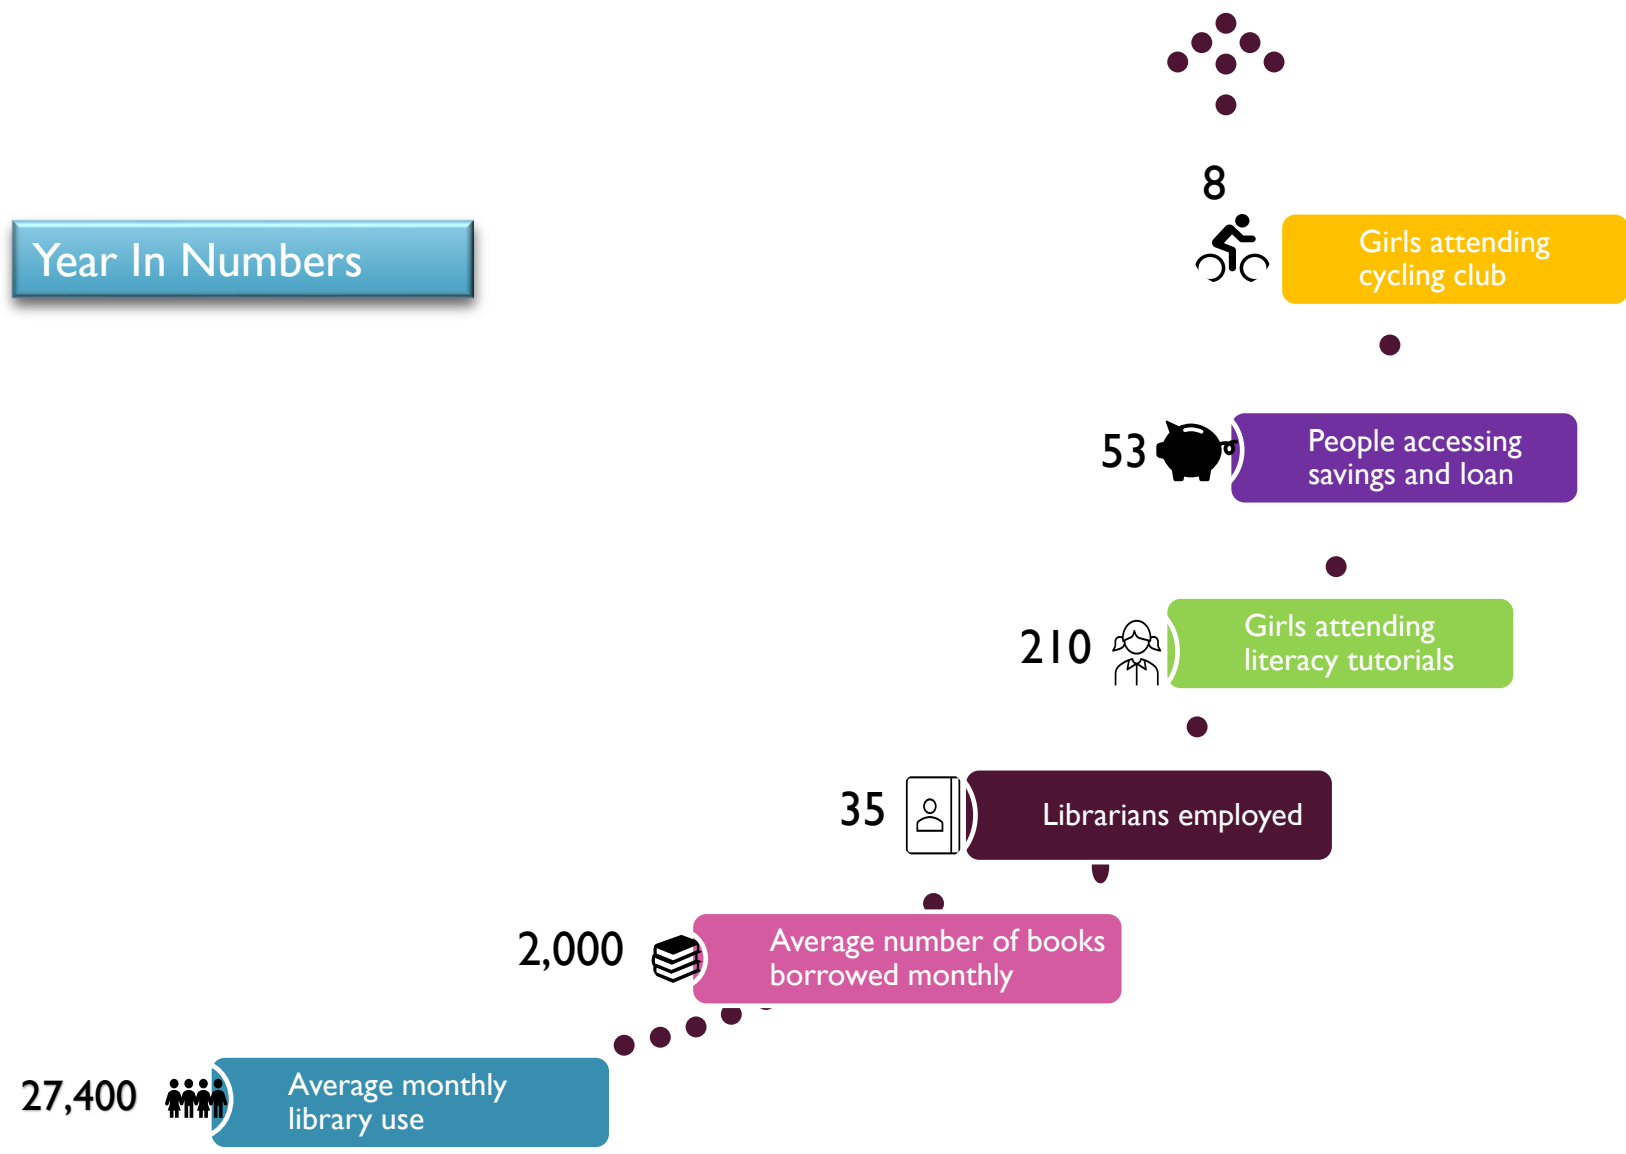 8
Year In Numbers
Girls attending
cycling club
53
People accessing
savings and loan
210
Girls attending
literacy tutorials
35
Librarians employed
2,000
Average number of books
borrowed monthly
27,400
Average monthly
library use